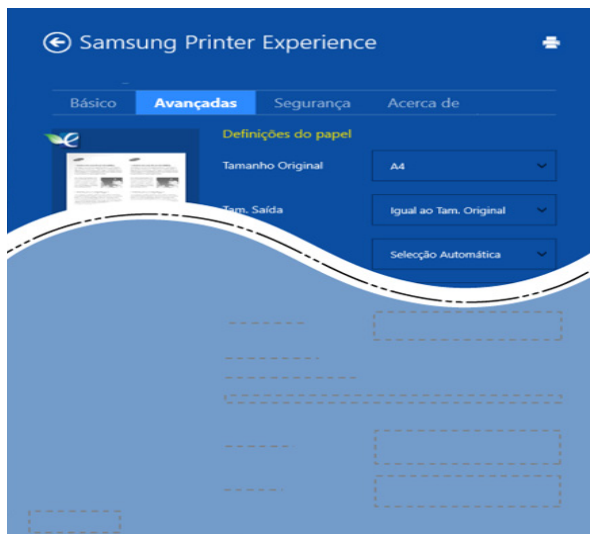 Samsung Printer Experience
Básico Avançadas Segurança Acerca de
Definições do papel
Tamanho Original A4
Tam. Saída Igual ao Tam. Original
Selecção Automática